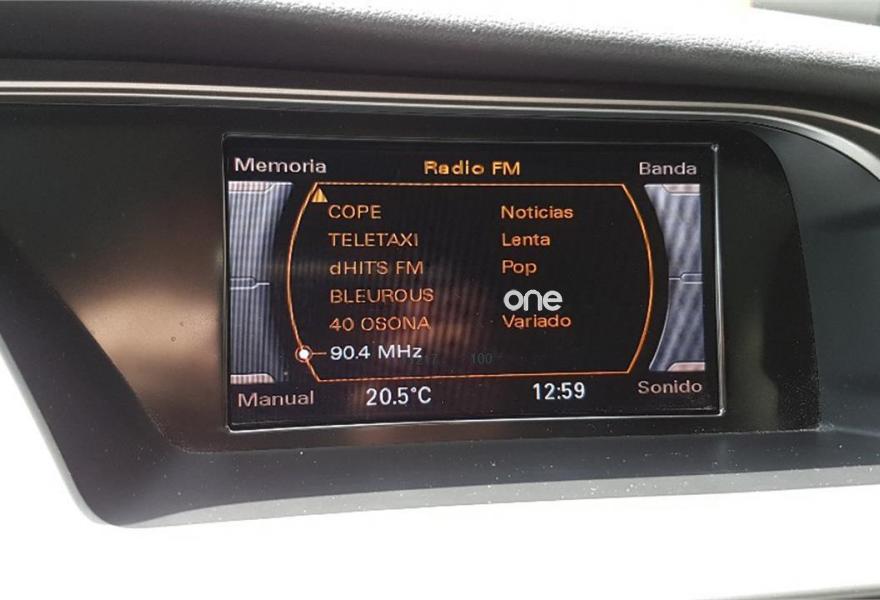 Memoria Radio FM Banda
COPE Noticias
TELETAXI Lenta
dHITS FM Pop
BLEUROUS one
40 OSONA Variado
90.4 MHz 100
Manual 20.5°C 12:59 Sonido